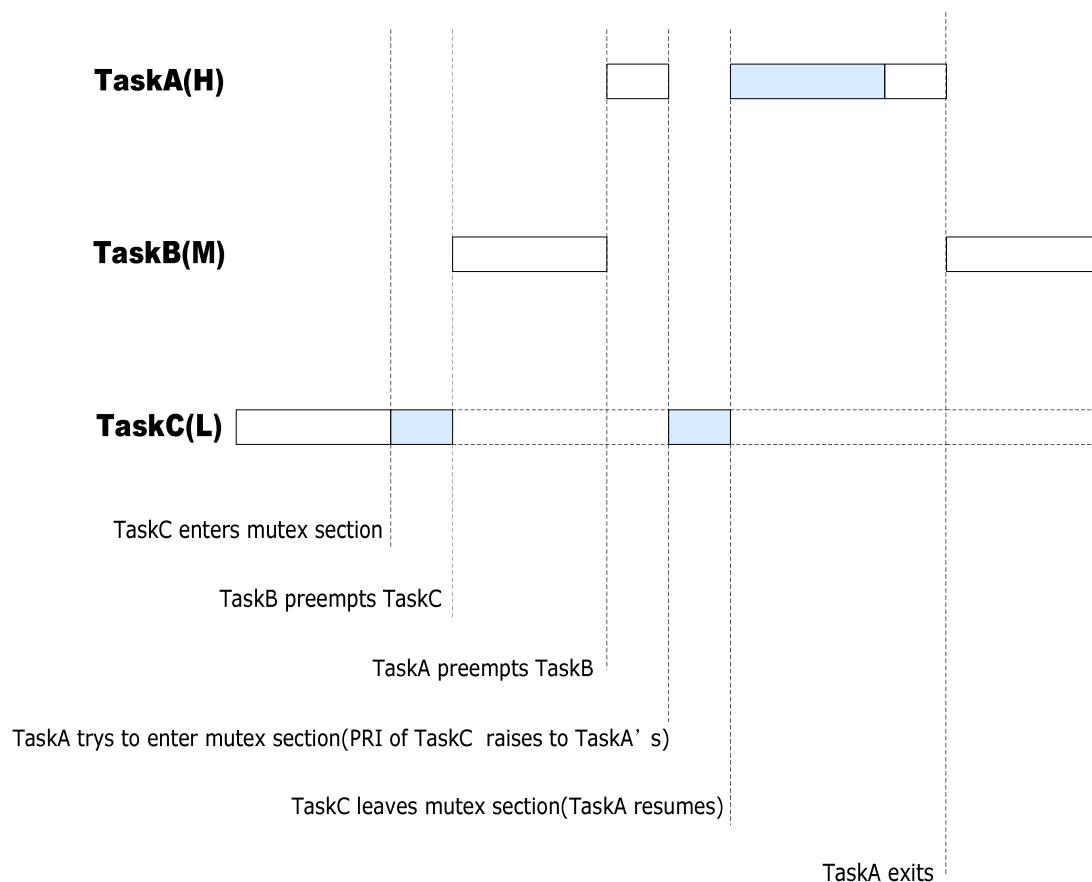 TaskA(H)
TaskB(M)
TaskC(L)
TaskC enters mutex section
TaskB preempts TaskC
TaskA preempts TaskB
TaskA trys to enter mutex section(PRI of TaskC raises to TaskA’ s)
TaskC leaves mutex section(TaskA resumes)
TaskA exits